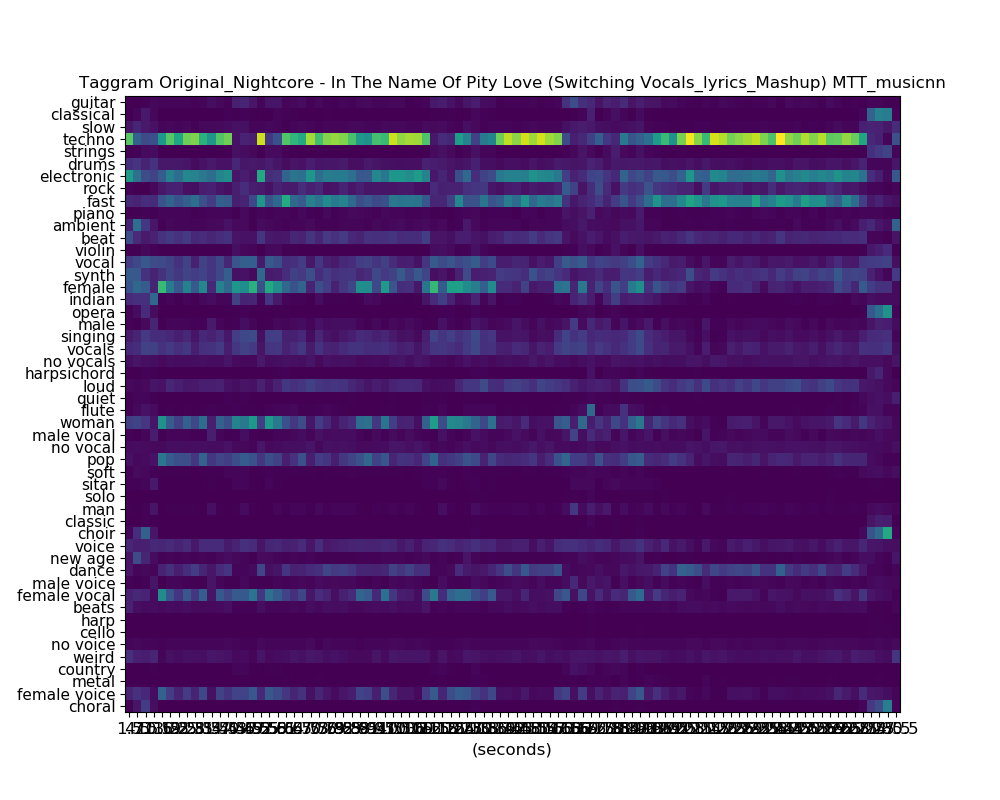 Taggram Original_Nightcore - In The Name Of Pity Love (Switching Vocals_lyrics_Mashup) MTT_musicnn
guitar
classical
slow
techno
strings
drums
electronic
rock
fast
piano
ambient
beat
violin
vocal
synth
female
indian
opera
male
singing
vocals
no vocals
harpsichord
loud
quiet
flute
woman
male vocal
no vocal
pop
soft
sitar
solo
man
classic
choir
voice
new age
dance
male voice
female vocal
beats
harp
cello
no voice
weird
country
metal
female voice
choral
(seconds)